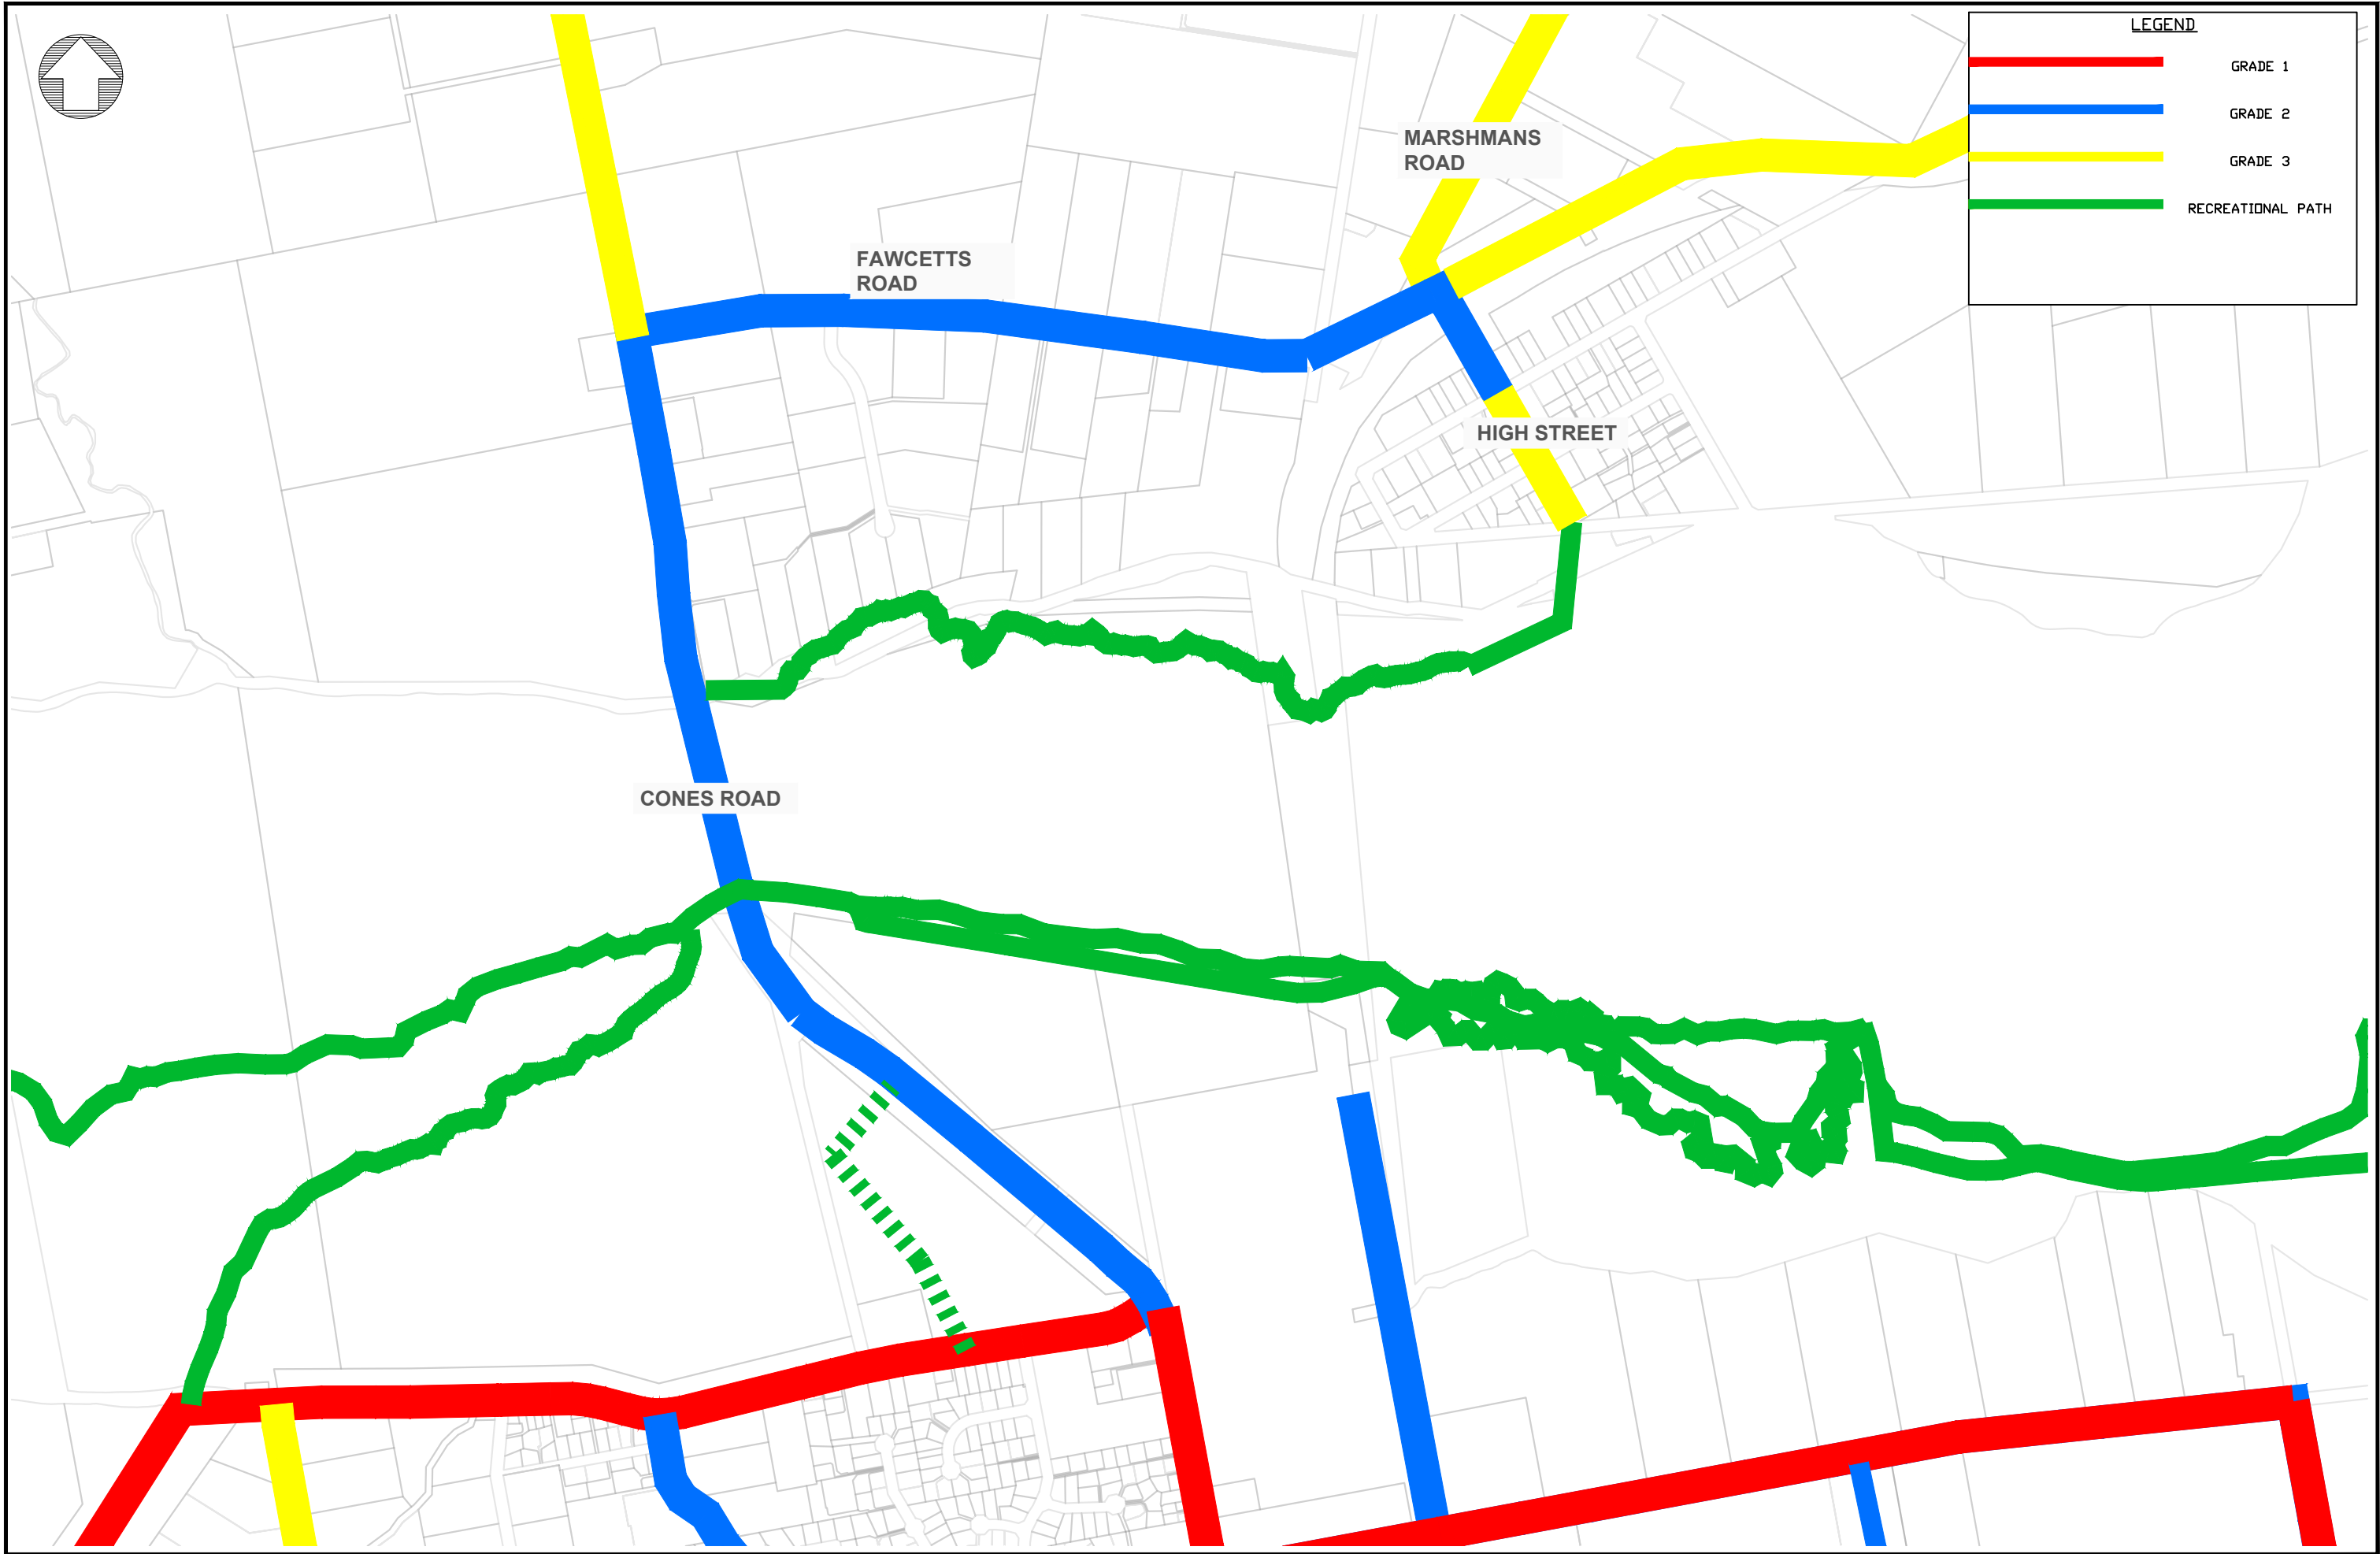 LEGEND
GRADE 1
GRADE 2
GRADE 3
RECREATIONAL PATH
MARSHMANS
ROAD
FAWCETTS
ROAD
HIGH STREET
CONES ROAD